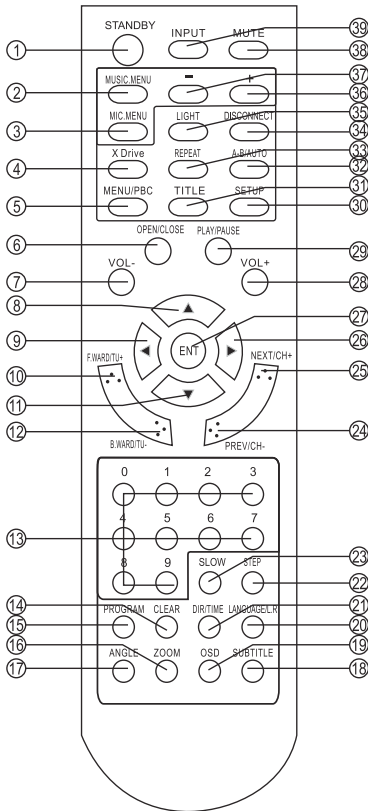 STANDBY INPUT MUTE 39
1 38
MUSIC.MENU - + 37
2 36
MIC.MENU LIGHT DISCONNECT 35
3 34
X Drive REPEAT A-B/AUTO 33
4 32
MENU/PBC TITLE SETUP 31
5 30
OPEN/CLOSE PLAY/PAUSE
6 29
VOL- VOL+
7 28
8 27
9 ENT 26
F.WARD/TU+ NEXT/CH+
10 25
11
12 24
B.WARD/TU- PREV/CH-
0 1 2 3
4 5 6 7
13
8 9 SLOW STEP 23
22
14 21
PROGRAM CLEAR DIR/TIME LANGUAGE/L.R
15 20
16 19
ANGLE ZOOM OSD SUBTITLE
17 18